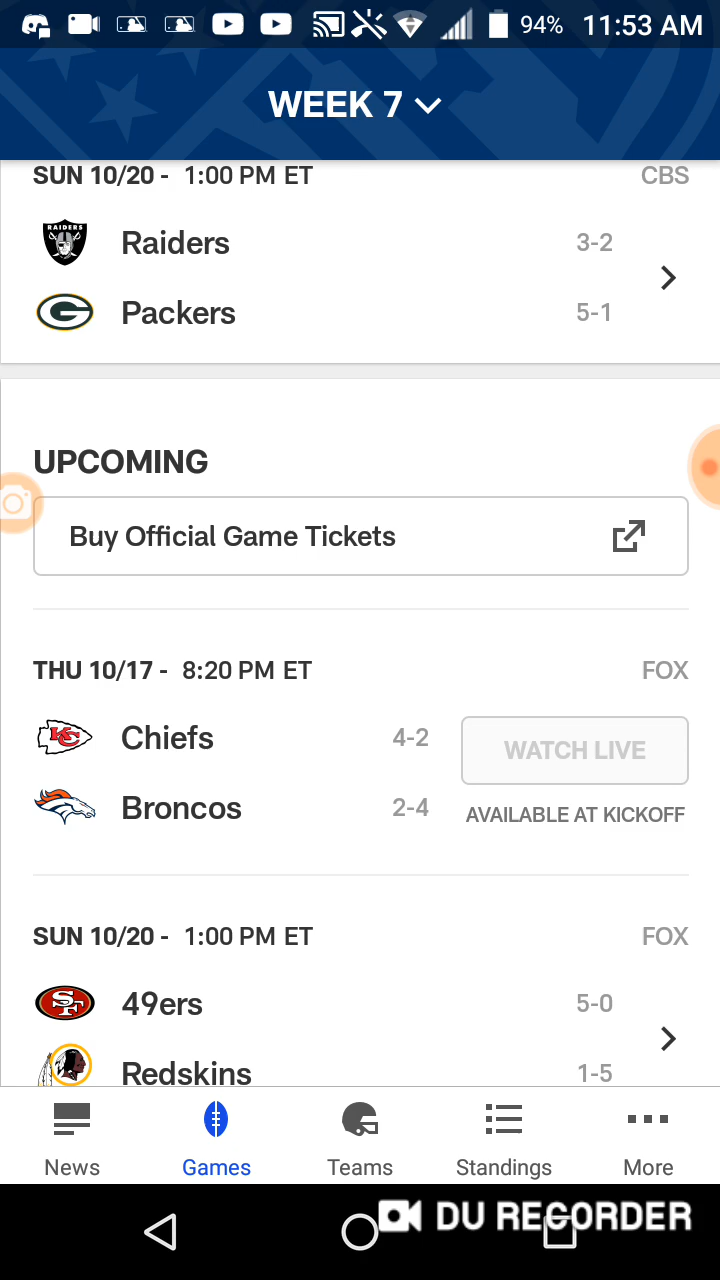 94% 11:53 AM
WEEK 7
SUN 10/20 - 1:00 PM ET CBS
RAIDERS
Raiders 3-2
G
Packers 5-1
UPCOMING
Buy Official Game Tickets
THU 10/17 - 8:20 PM ET FOX
KC
Chiefs 4-2
WATCH LIVE
Broncos 2-4
AVAILABLE AT KICKOFF
SUN 10/20 - 1:00 PM ET FOX
SF
49ers 5-0
Redskins 1-5
News Games Teams Standings More
DU RECORDER